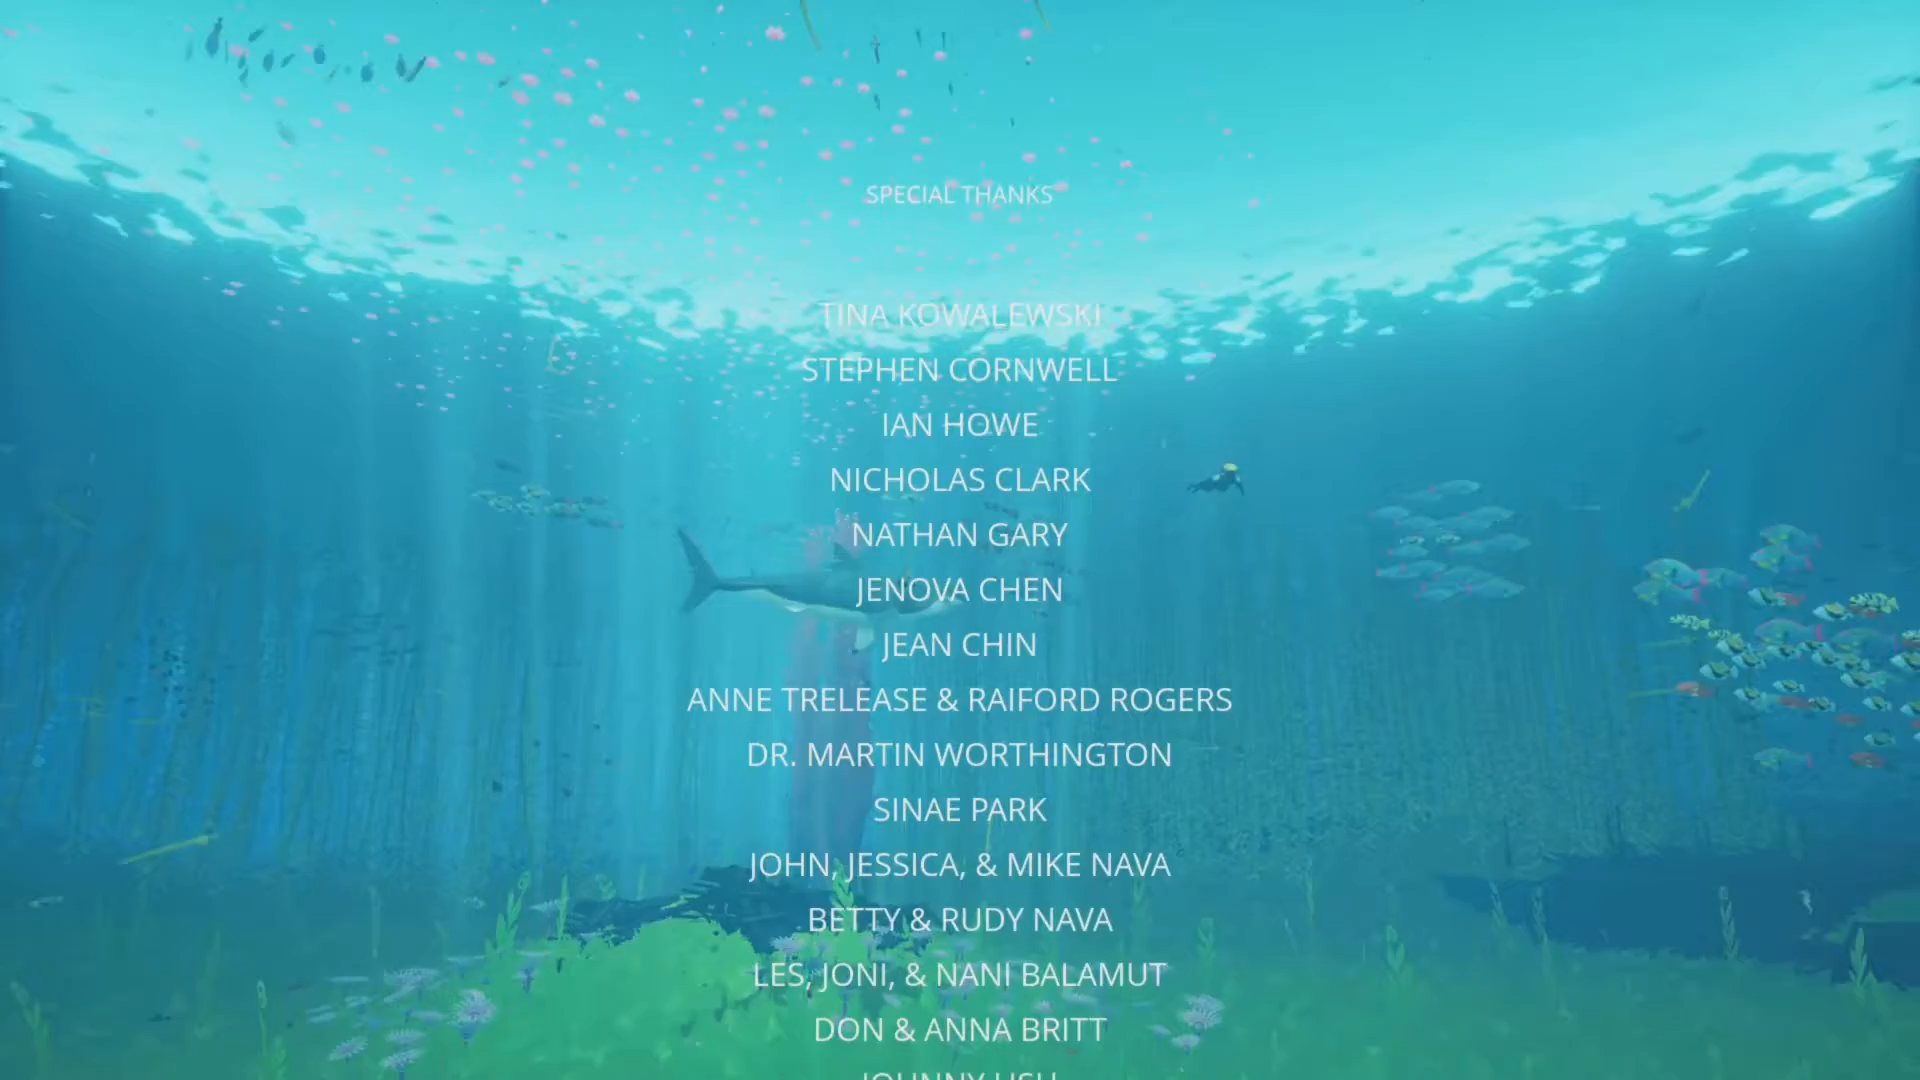 SPECIAL THANKS
TINA KOWALEWSKI
STEPHEN CORNWELL
IAN HOWE
NICHOLAS CLARK
NATHAN GARY
JENOVA CHEN
JEAN CHIN
ANNE TRELEASE & RAIFORD ROGERS
DR. MARTIN WORTHINGTON
SINAE PARK
JOHN, JESSICA, & MIKE NAVA
BETTY & RUDY NAVA
LES, JONI, & NANI BALAMUT
DON & ANNA BRITT